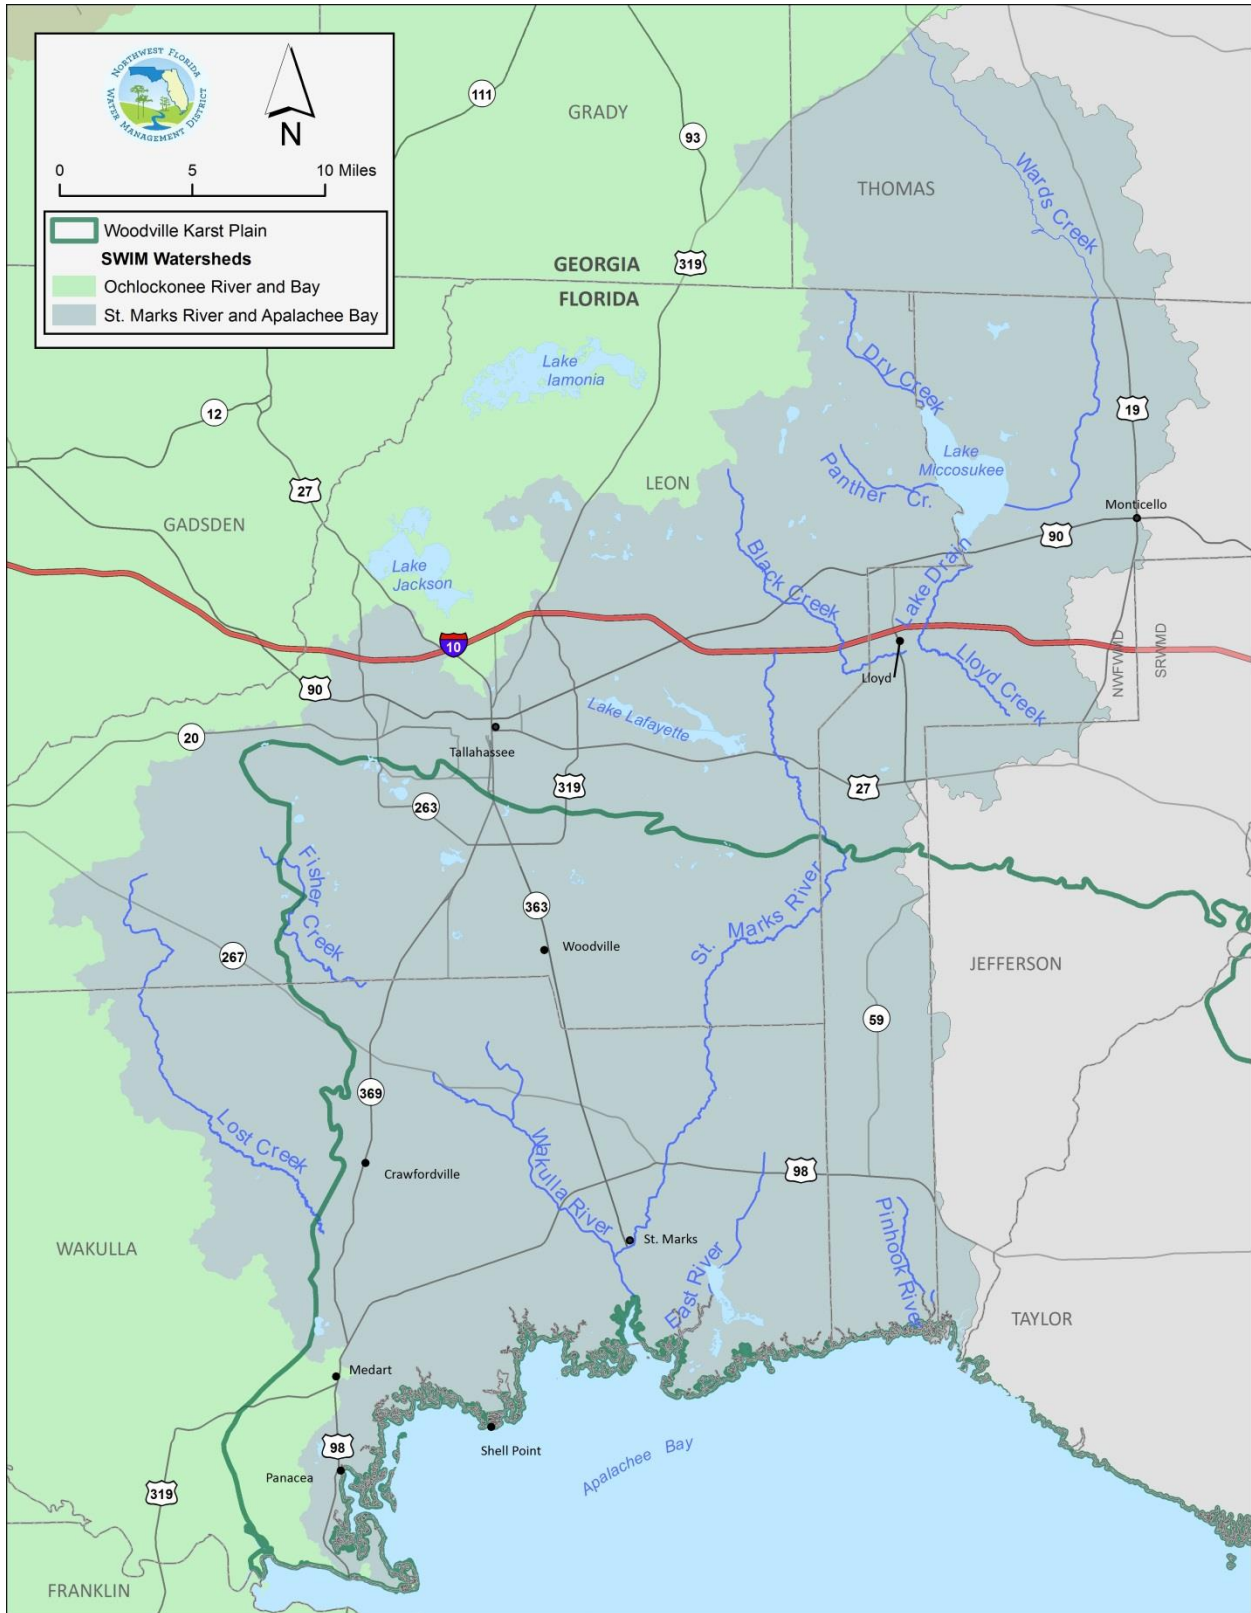 NORTHWEST FLORIDA
WATER MANAGEMENT DISTRICT
N
0 5 10 Miles
Woodville Karst Plain
SWIM Watersheds
Ochlockonee River and Bay
St. Marks River and Apalachee Bay
111
GRADY
93
THOMAS
Wards Creek
319
GEORGIA
FLORIDA
Lake
Iamonia
Dry Creek
12
19
Lake
Miccosukee
27
LEON
Panther Cr.
Monticello
GADSDEN
90
Lake
Jackson
Black Creek
Lake Drain
10
Lloyd
Lloyd Creek
NWFWMD
SRWMD
90
20
Lake Lafayette
Tallahassee
319
27
263
Fisher
Creek
363
St. Marks River
Woodville
267
JEFFERSON
59
369
Lost Creek
Wakulla River
Crawfordville
98
WAKULLA
St. Marks
East River
Pinhook River
TAYLOR
Medart
Shell Point
Apalachee Bay
98
Panacea
319
FRANKLIN